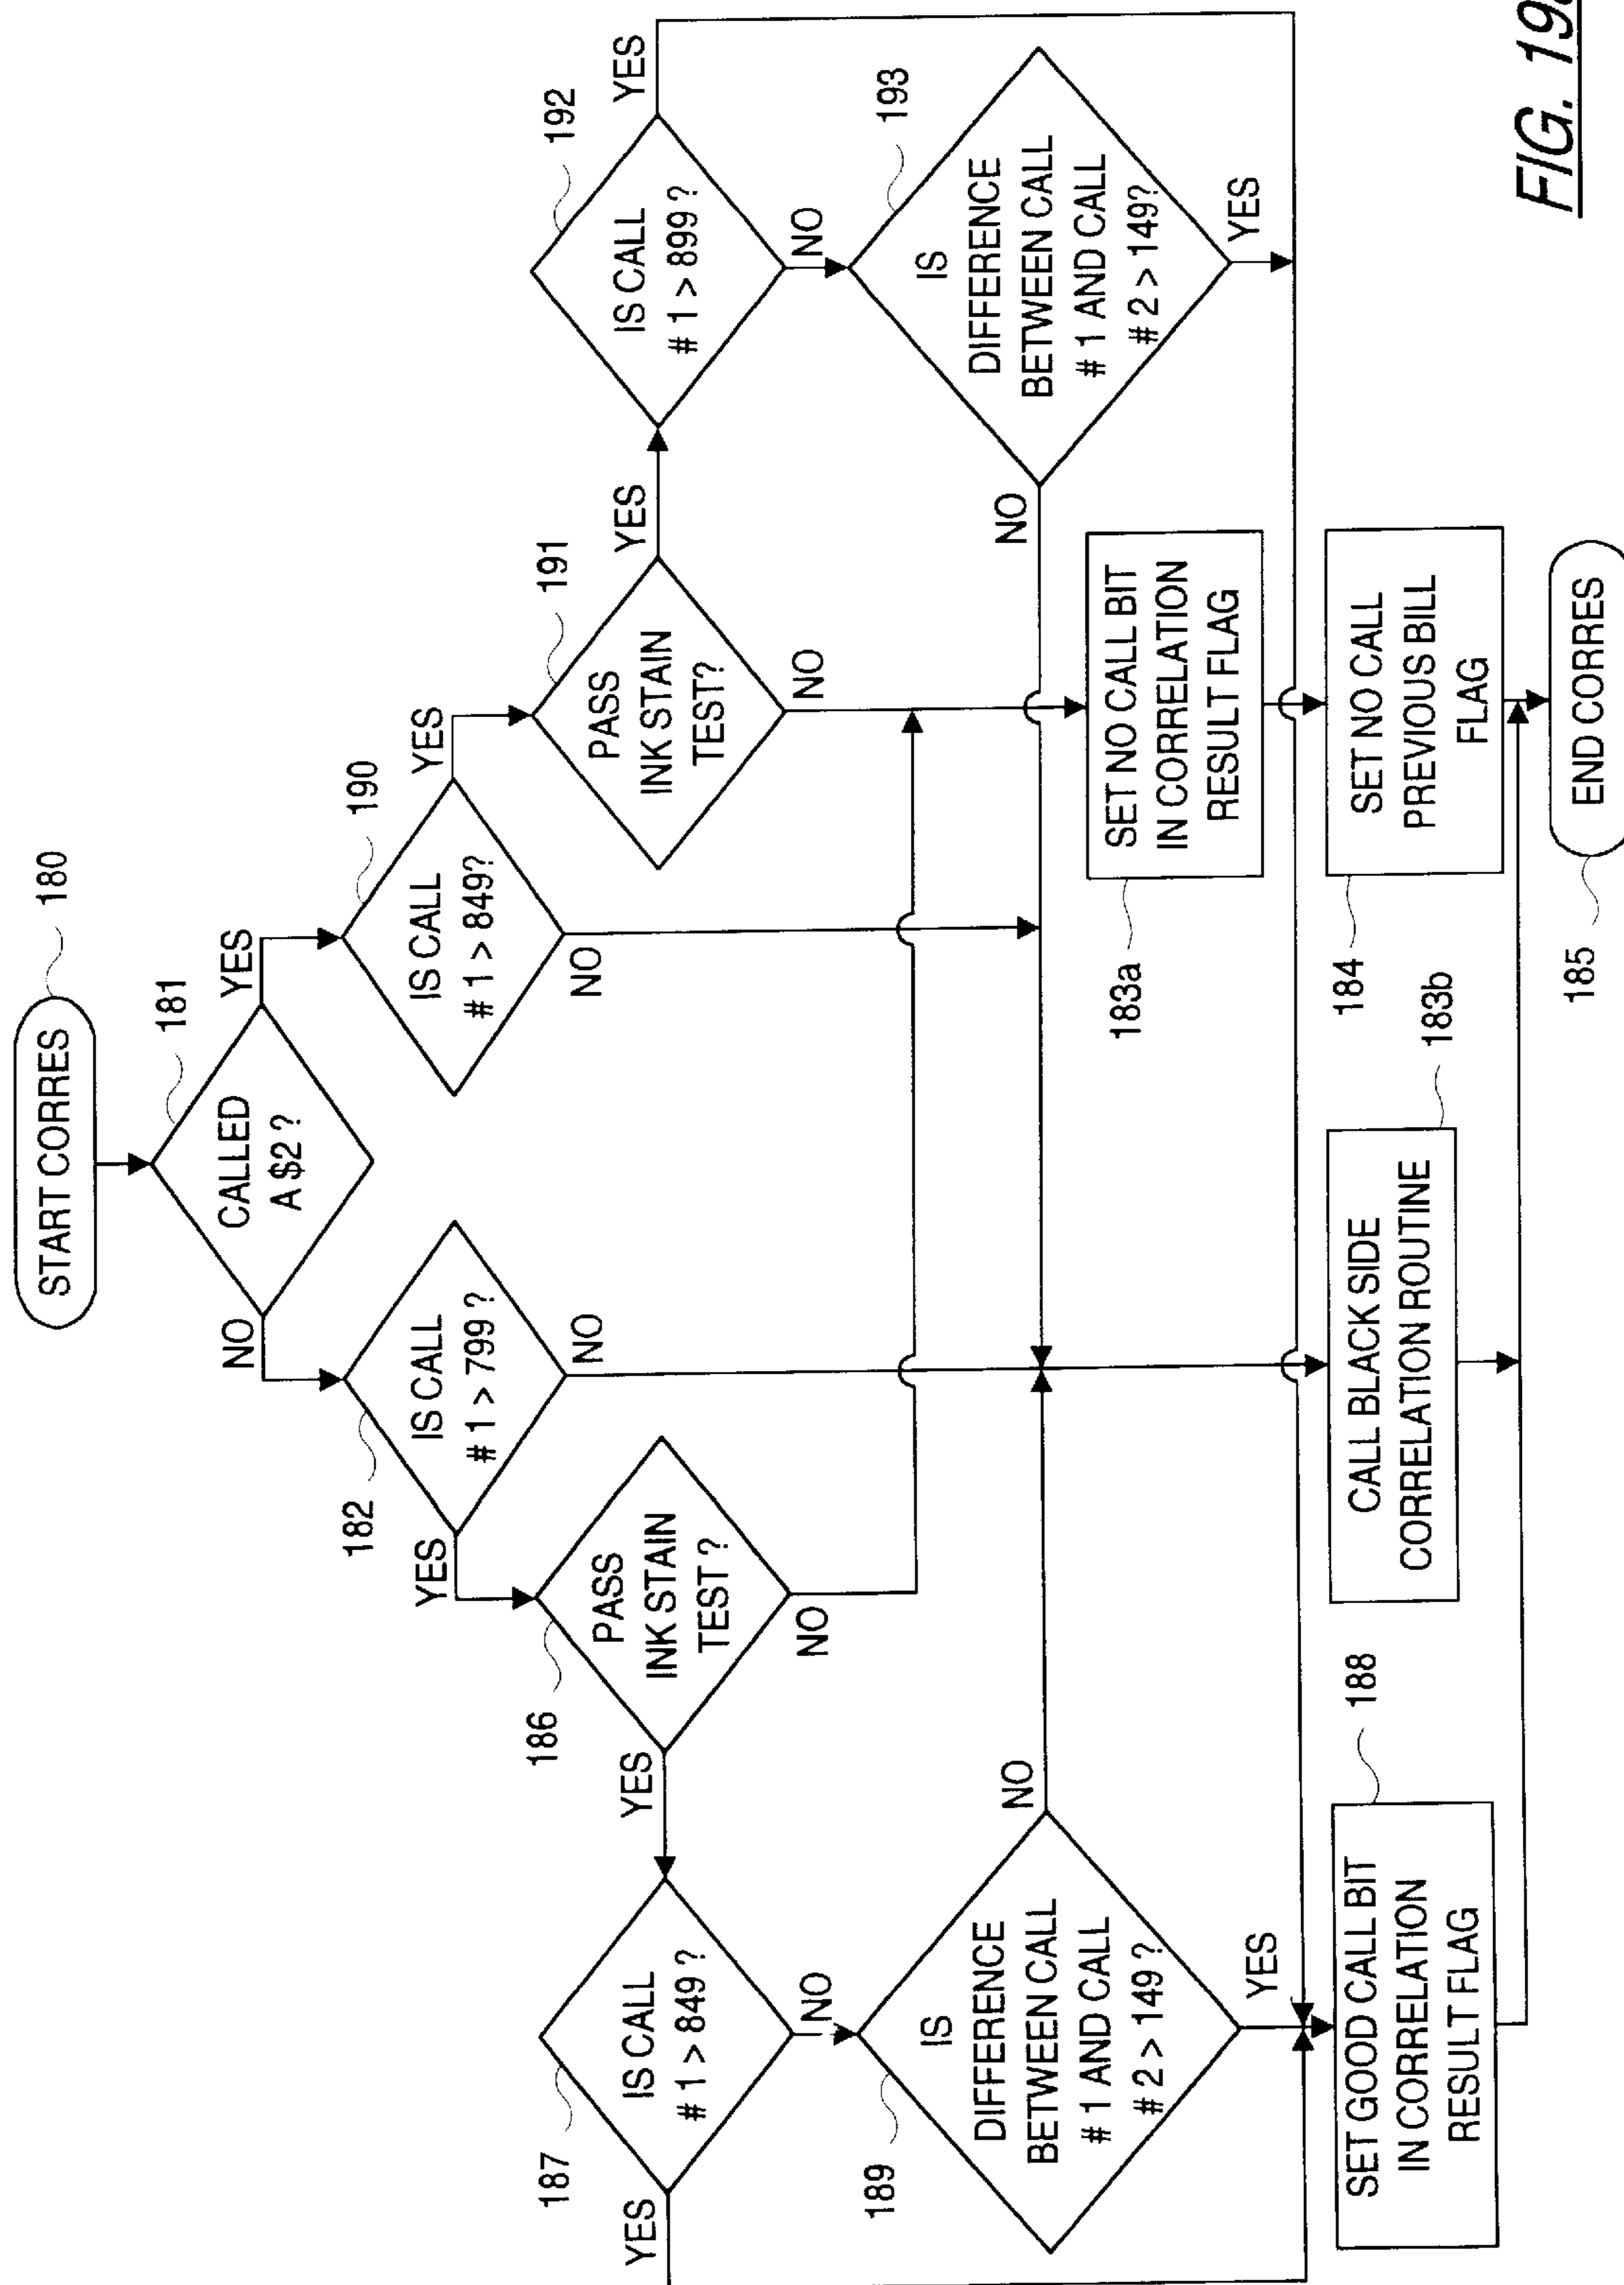 START CORRES
180
CALLED
A $2 ?
181
NO
YES
IS CALL
# 1 > 799 ?
182
YES
NO
IS CALL
# 1 > 849?
190
YES
NO
PASS
INK STAIN
TEST ?
186
YES
NO
PASS
INK STAIN
TEST?
191
YES
NO
IS CALL
# 1 > 849 ?
187
YES
NO
IS CALL
# 1 > 899 ?
192
YES
NO
IS
DIFFERENCE
BETWEEN CALL
# 1 AND CALL
# 2 > 149 ?
189
NO
YES
IS
DIFFERENCE
BETWEEN CALL
# 1 AND CALL
# 2 > 149?
193
NO
YES
SET NO CALL BIT
IN CORRELATION
RESULT FLAG
183a
SET GOOD CALL BIT
IN CORRELATION
RESULT FLAG
188
CALL BLACK SIDE
CORRELATION ROUTINE
183b
SET NO CALL
PREVIOUS BILL
FLAG
184
END CORRES
185